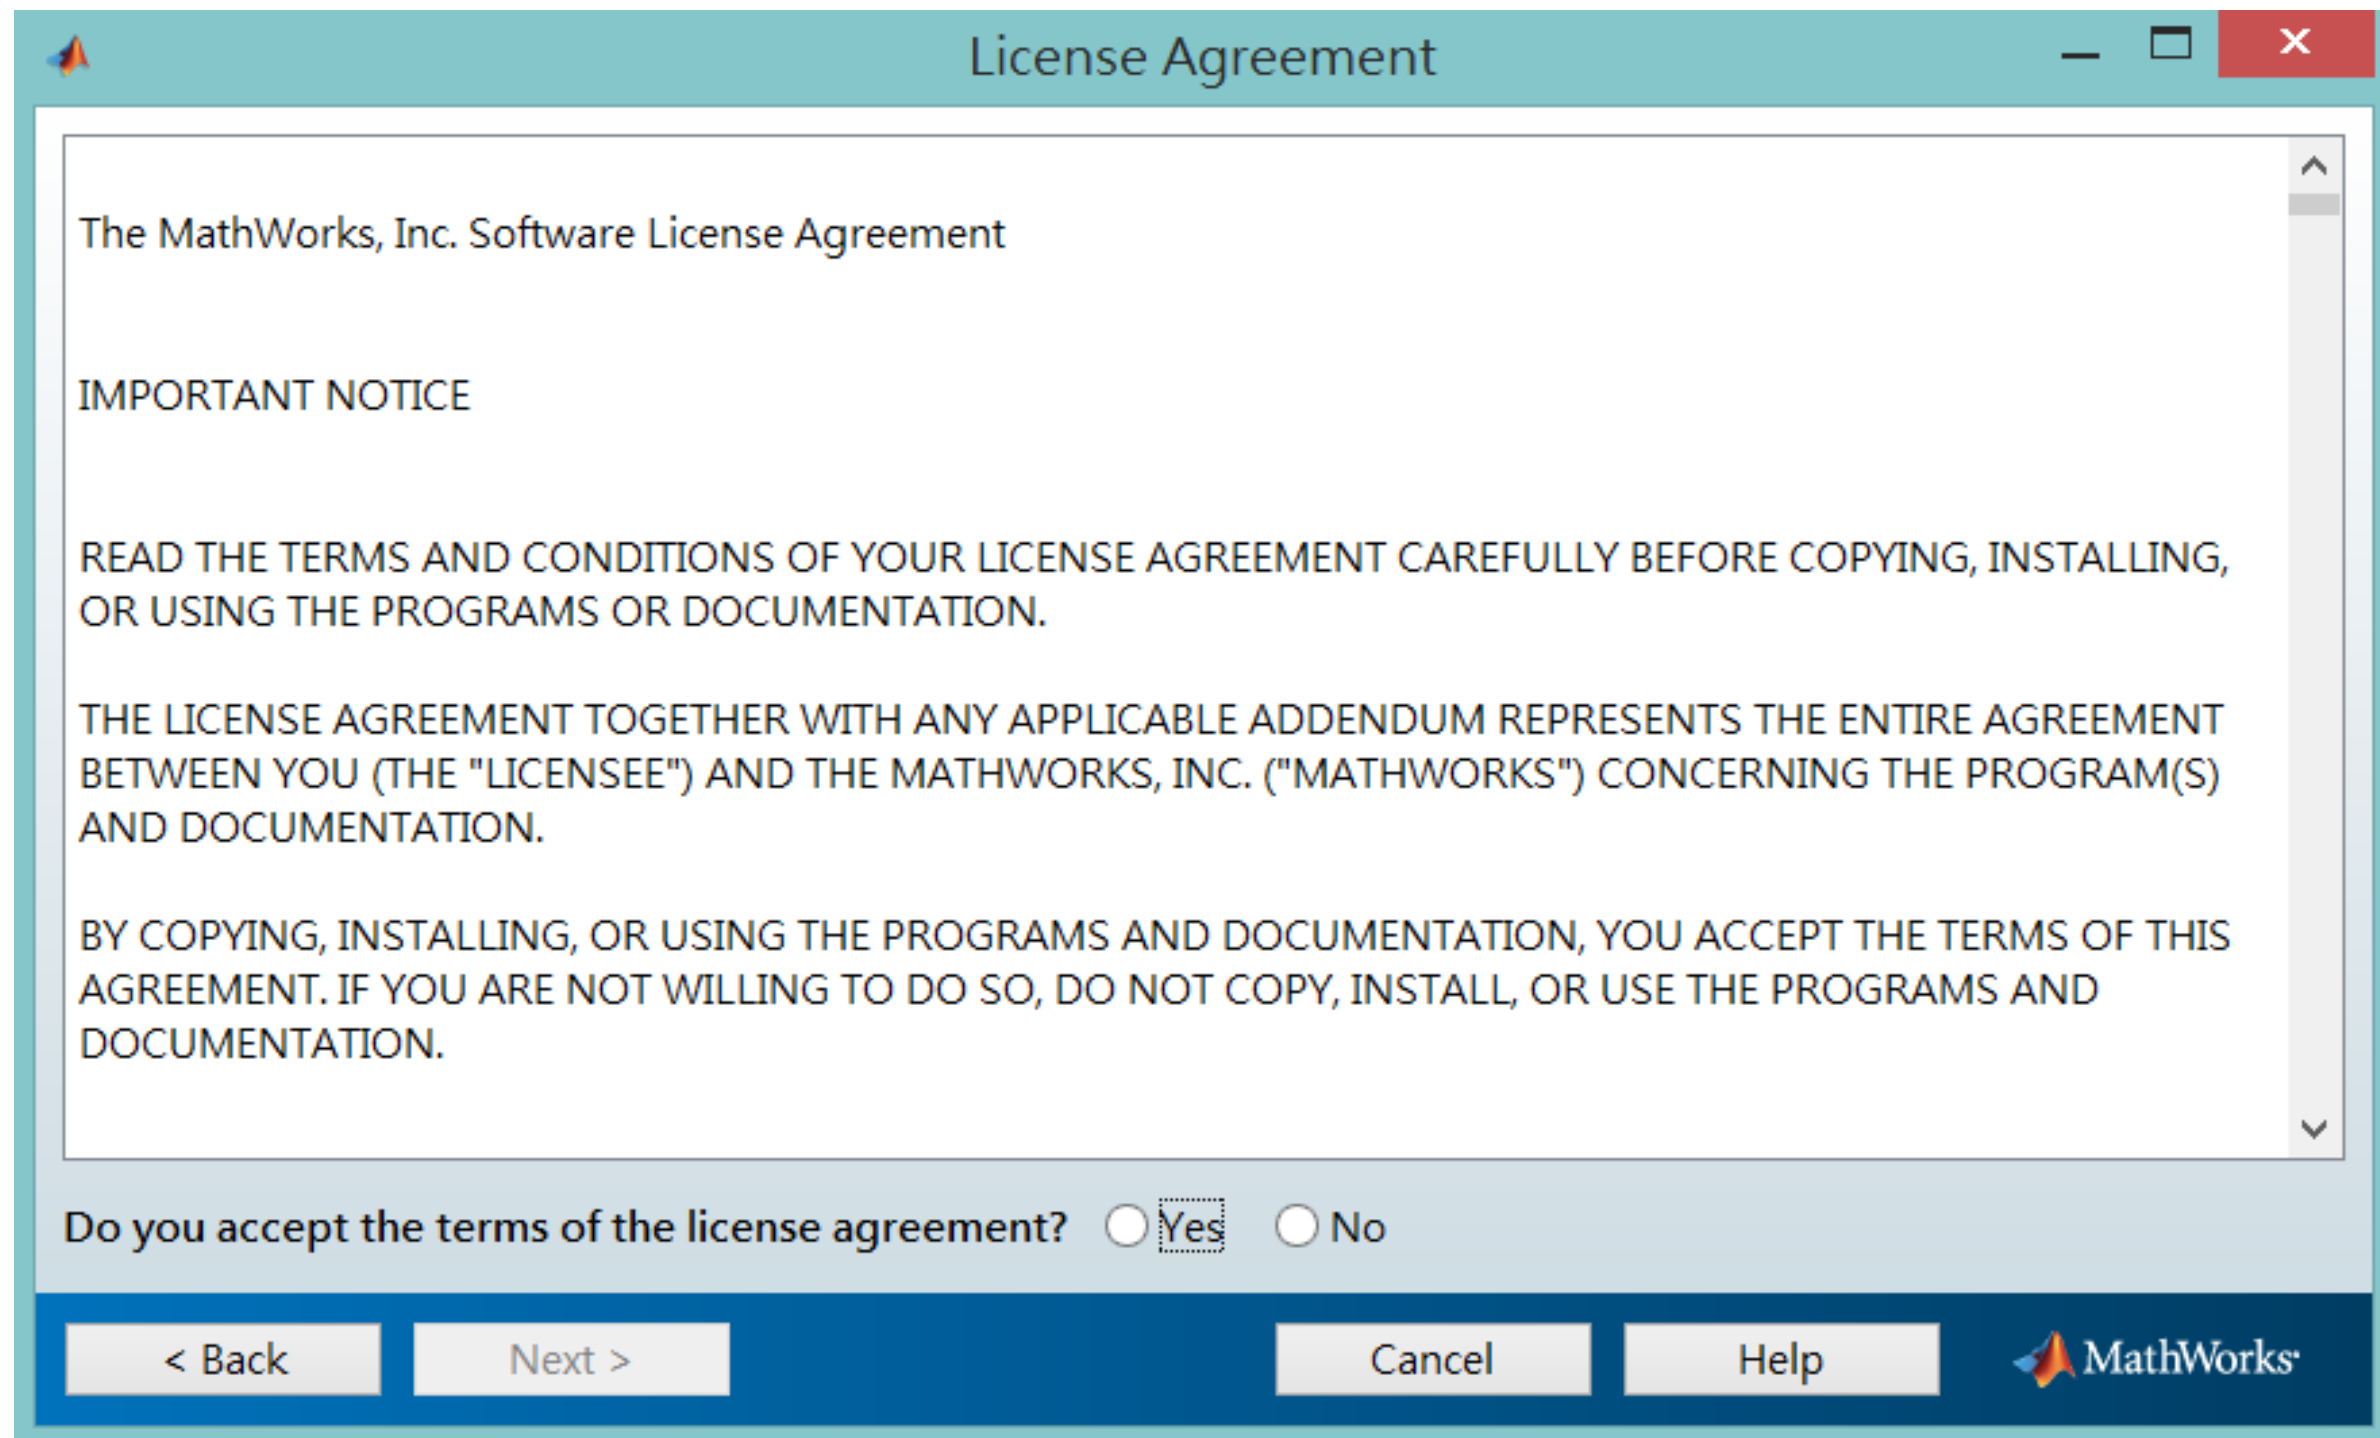 License Agreement
The MathWorks, Inc. Software License Agreement
IMPORTANT NOTICE
READ THE TERMS AND CONDITIONS OF YOUR LICENSE AGREEMENT CAREFULLY BEFORE COPYING, INSTALLING,
OR USING THE PROGRAMS OR DOCUMENTATION.
THE LICENSE AGREEMENT TOGETHER WITH ANY APPLICABLE ADDENDUM REPRESENTS THE ENTIRE AGREEMENT
BETWEEN YOU (THE "LICENSEE") AND THE MATHWORKS, INC. ("MATHWORKS") CONCERNING THE PROGRAM(S)
AND DOCUMENTATION.
BY COPYING, INSTALLING, OR USING THE PROGRAMS AND DOCUMENTATION, YOU ACCEPT THE TERMS OF THIS
AGREEMENT. IF YOU ARE NOT WILLING TO DO SO, DO NOT COPY, INSTALL, OR USE THE PROGRAMS AND
DOCUMENTATION.
Do you accept the terms of the license agreement? Yes No
< Back Next > Cancel Help MathWorks